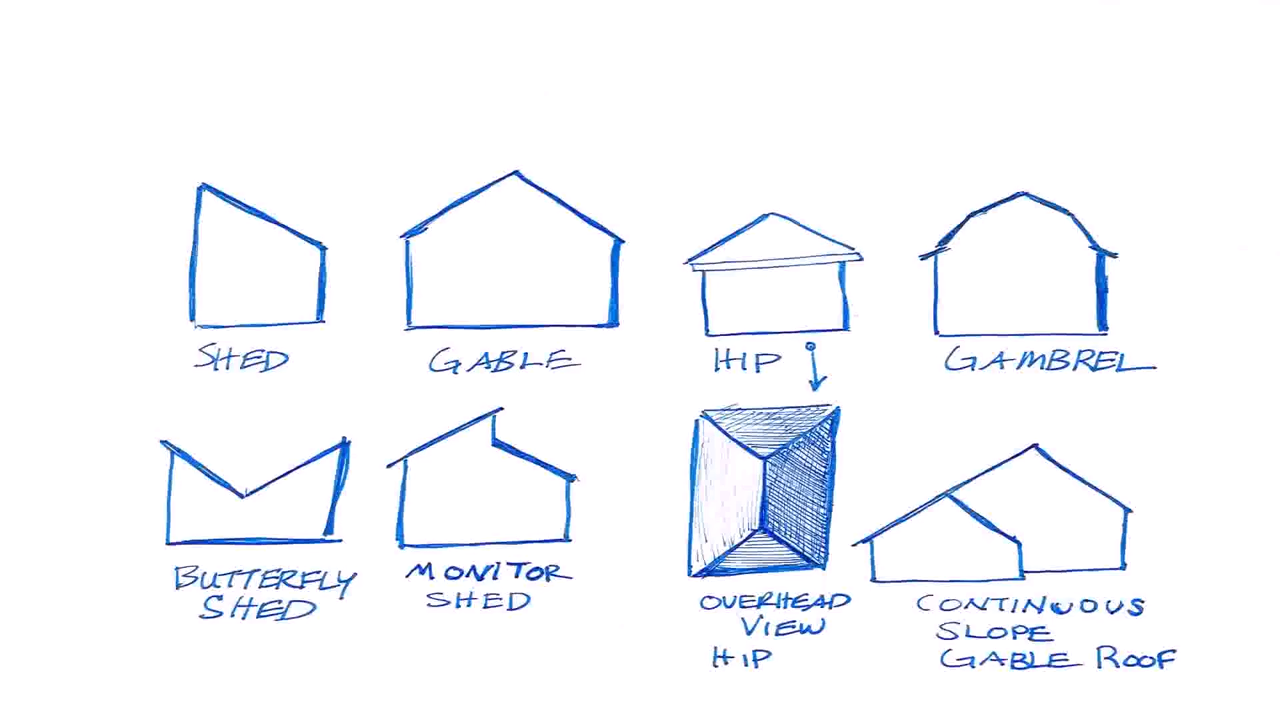 SHED
GABLE
HIP
GAMBREL
BUTTERFLY
SHED
MONITOR
SHED
OVERHEAD
VIEW
HIP
CONTINUOUS
SLOPE
GABLE ROOF